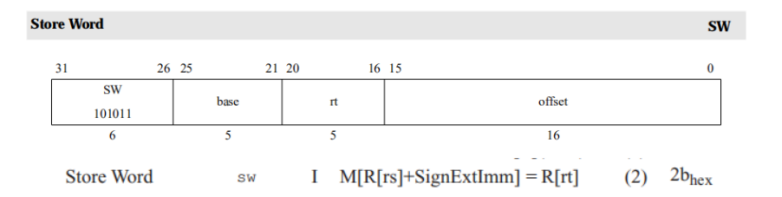 Store Word SW
31 26 25 21 20 16 15 0
SW base rt offset
101011
6 5 5 16
Store Word sw I M[R[rs]+SignExtImm] = R[rt] (2) 2bhex